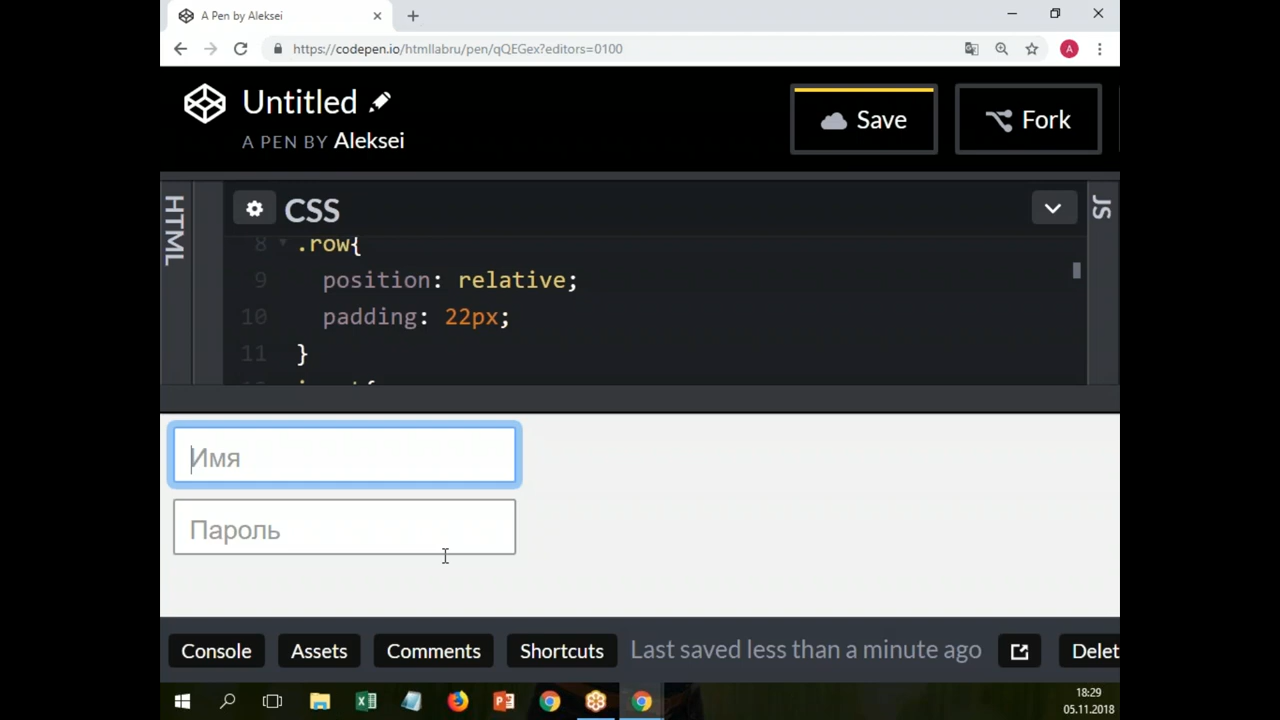 A Pen by Aleksei
https://codepen.io/htmllabru/pen/qQEGex?editors=0100
A
Untitled
A PEN BY Aleksei
Save
Fork
HTML
CSS
JS
8 .row{
9 position: relative;
10 padding: 22px;
11 }
Имя
Пароль
Console
Assets
Comments
Shortcuts
Last saved less than a minute ago
Delet
18:29
05.11.2018